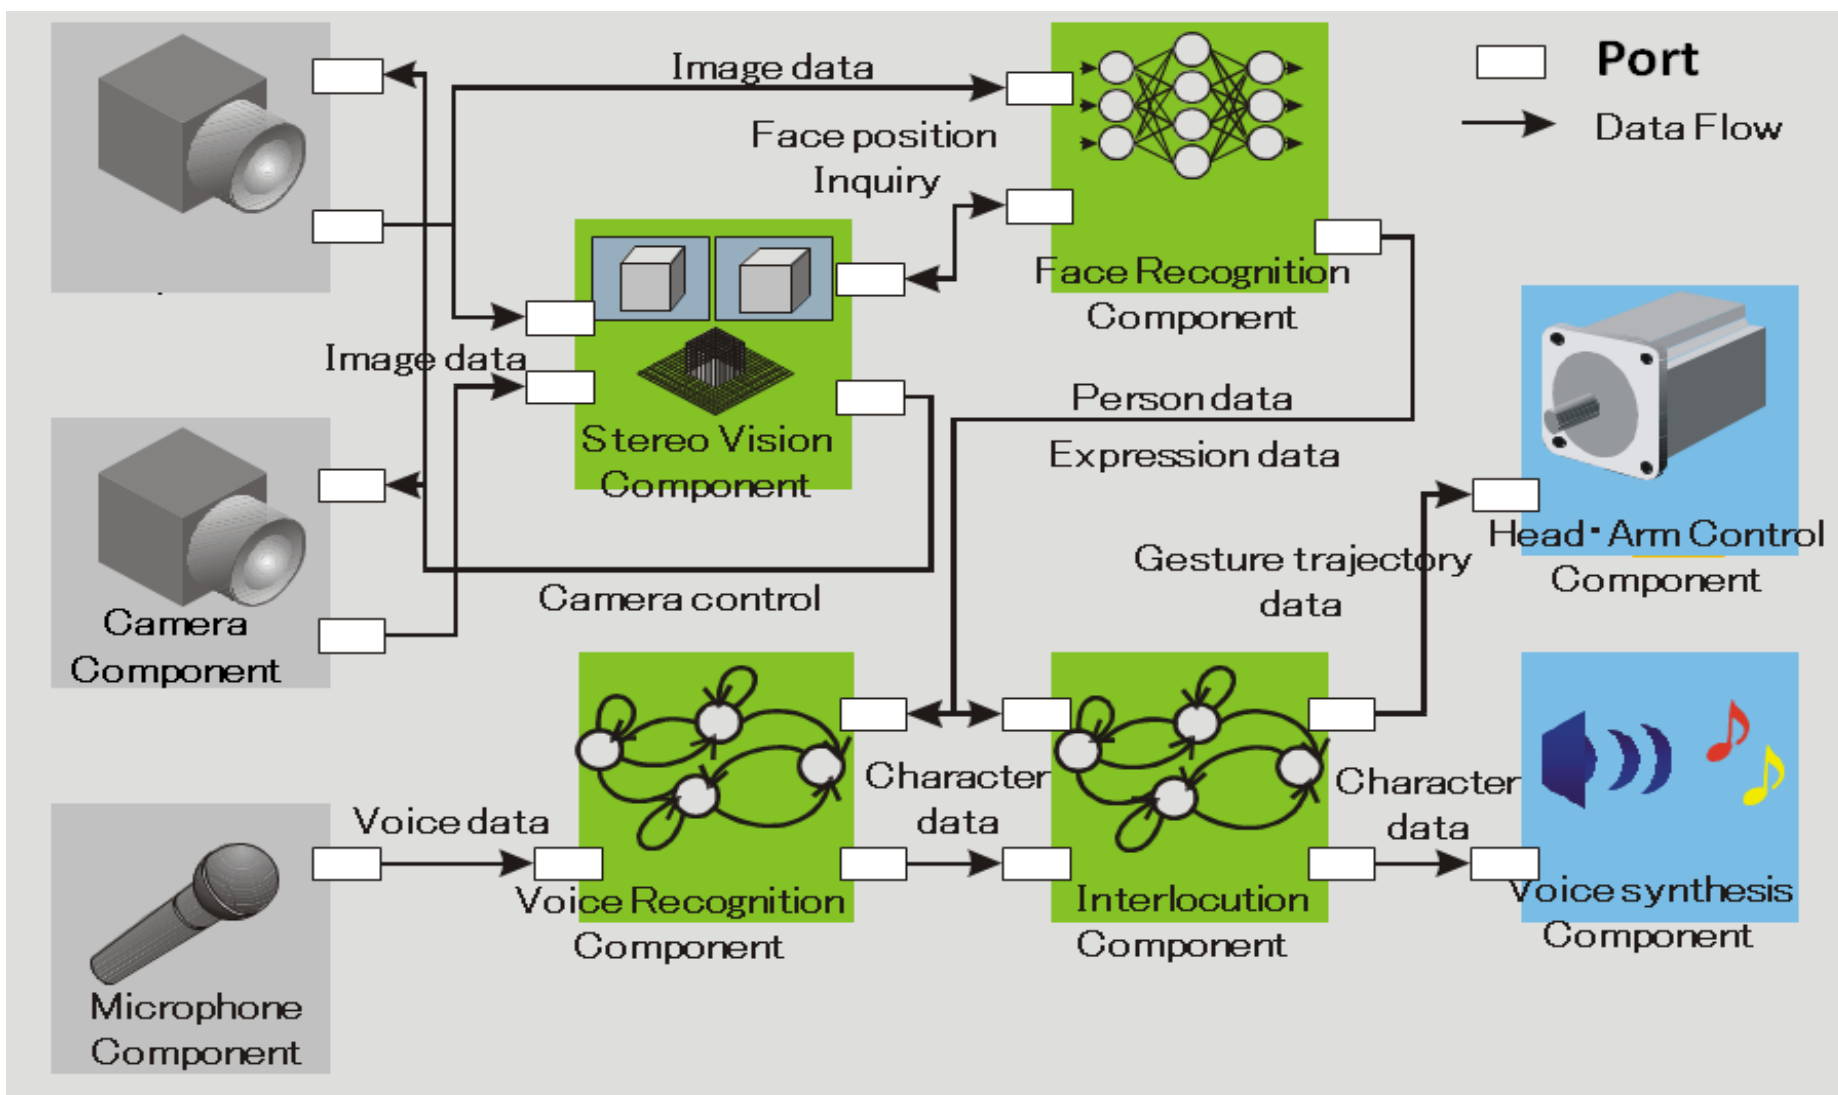 Image data
Port
Data Flow
Face position
Inquiry
Face Recognition
Component
Image data
Stereo Vision
Component
Person data
Expression data
Head・Arm Control
Component
Gesture trajectory
data
Camera control
Camera
Component
Character
data
Character
data
Voice data
Voice Recognition
Component
Interlocution
Component
Voice synthesis
Component
Microphone
Component